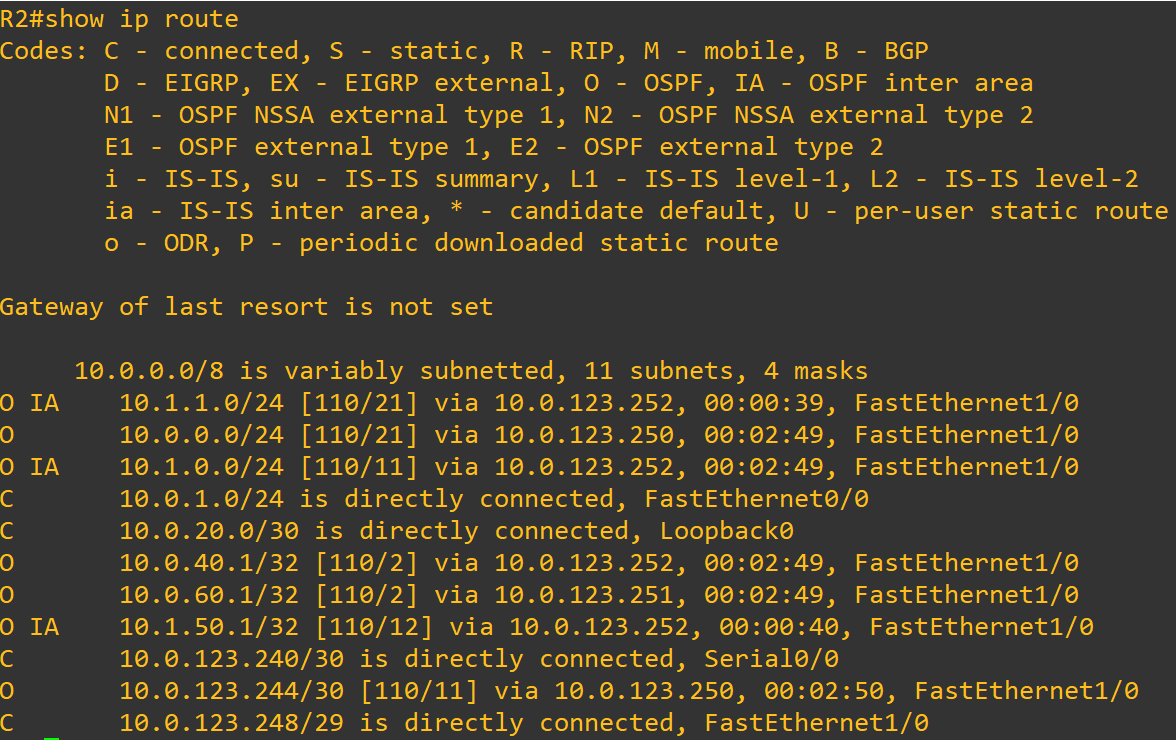 R2#show ip route
Codes: C - connected, S - static, R - RIP, M - mobile, B - BGP
D - EIGRP, EX - EIGRP external, O - OSPF, IA - OSPF inter area
N1 - OSPF NSSA external type 1, N2 - OSPF NSSA external type 2
E1 - OSPF external type 1, E2 - OSPF external type 2
i - IS-IS, su - IS-IS summary, L1 - IS-IS level-1, L2 - IS-IS level-2
ia - IS-IS inter area, * - candidate default, U - per-user static route
o - ODR, P - periodic downloaded static route
Gateway of last resort is not set
10.0.0.0/8 is variably subnetted, 11 subnets, 4 masks
O IA 10.1.1.0/24 [110/21] via 10.0.123.252, 00:00:39, FastEthernet1/0
O 10.0.0.0/24 [110/21] via 10.0.123.250, 00:02:49, FastEthernet1/0
O IA 10.1.0.0/24 [110/11] via 10.0.123.252, 00:02:49, FastEthernet1/0
C 10.0.1.0/24 is directly connected, FastEthernet0/0
C 10.0.20.0/30 is directly connected, Loopback0
O 10.0.40.1/32 [110/2] via 10.0.123.252, 00:02:49, FastEthernet1/0
O 10.0.60.1/32 [110/2] via 10.0.123.251, 00:02:49, FastEthernet1/0
O IA 10.1.50.1/32 [110/12] via 10.0.123.252, 00:00:40, FastEthernet1/0
C 10.0.123.240/30 is directly connected, Serial0/0
O 10.0.123.244/30 [110/11] via 10.0.123.250, 00:02:50, FastEthernet1/0
C 10.0.123.248/29 is directly connected, FastEthernet1/0